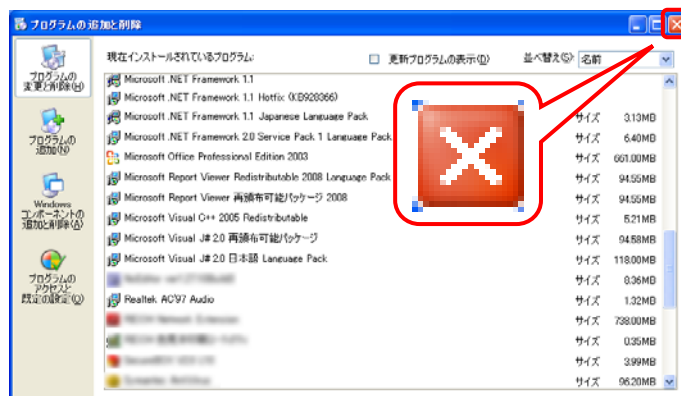 プログラムの追加と削除
プログラムの
変更と削除(H)
プログラムの
追加(N)
Windows
コンポーネントの
追加と削除(A)
プログラムの
アクセスと
既定の設定(O)
現在インストールされているプログラム:
更新プログラムの表示(D)
並べ替え(S)
名前
Microsoft .NET Framework 1.1
Microsoft .NET Framework 1.1 Hotfix (KB928366)
Microsoft .NET Framework 1.1 Japanese Language Pack サイズ 3.13MB
Microsoft .NET Framework 2.0 Service Pack 1 Language Pack サイズ 6.40MB
Microsoft Office Professional Edition 2003 サイズ 661.00MB
Microsoft Report Viewer Redistributable 2008 Language Pack サイズ 94.55MB
Microsoft Report Viewer 再頒布可能パッケージ 2008 サイズ 94.55MB
Microsoft Visual C++ 2005 Redistributable サイズ 5.21MB
Microsoft Visual J# 2.0 再頒布可能パッケージ サイズ 94.58MB
Microsoft Visual J# 2.0 日本語 Language Pack サイズ 118.00MB
サイズ 8.36MB
Realtek AC'97 Audio サイズ 1.32MB
サイズ 738.00MB
サイズ 0.35MB
サイズ 3.99MB
サイズ 96.20MB